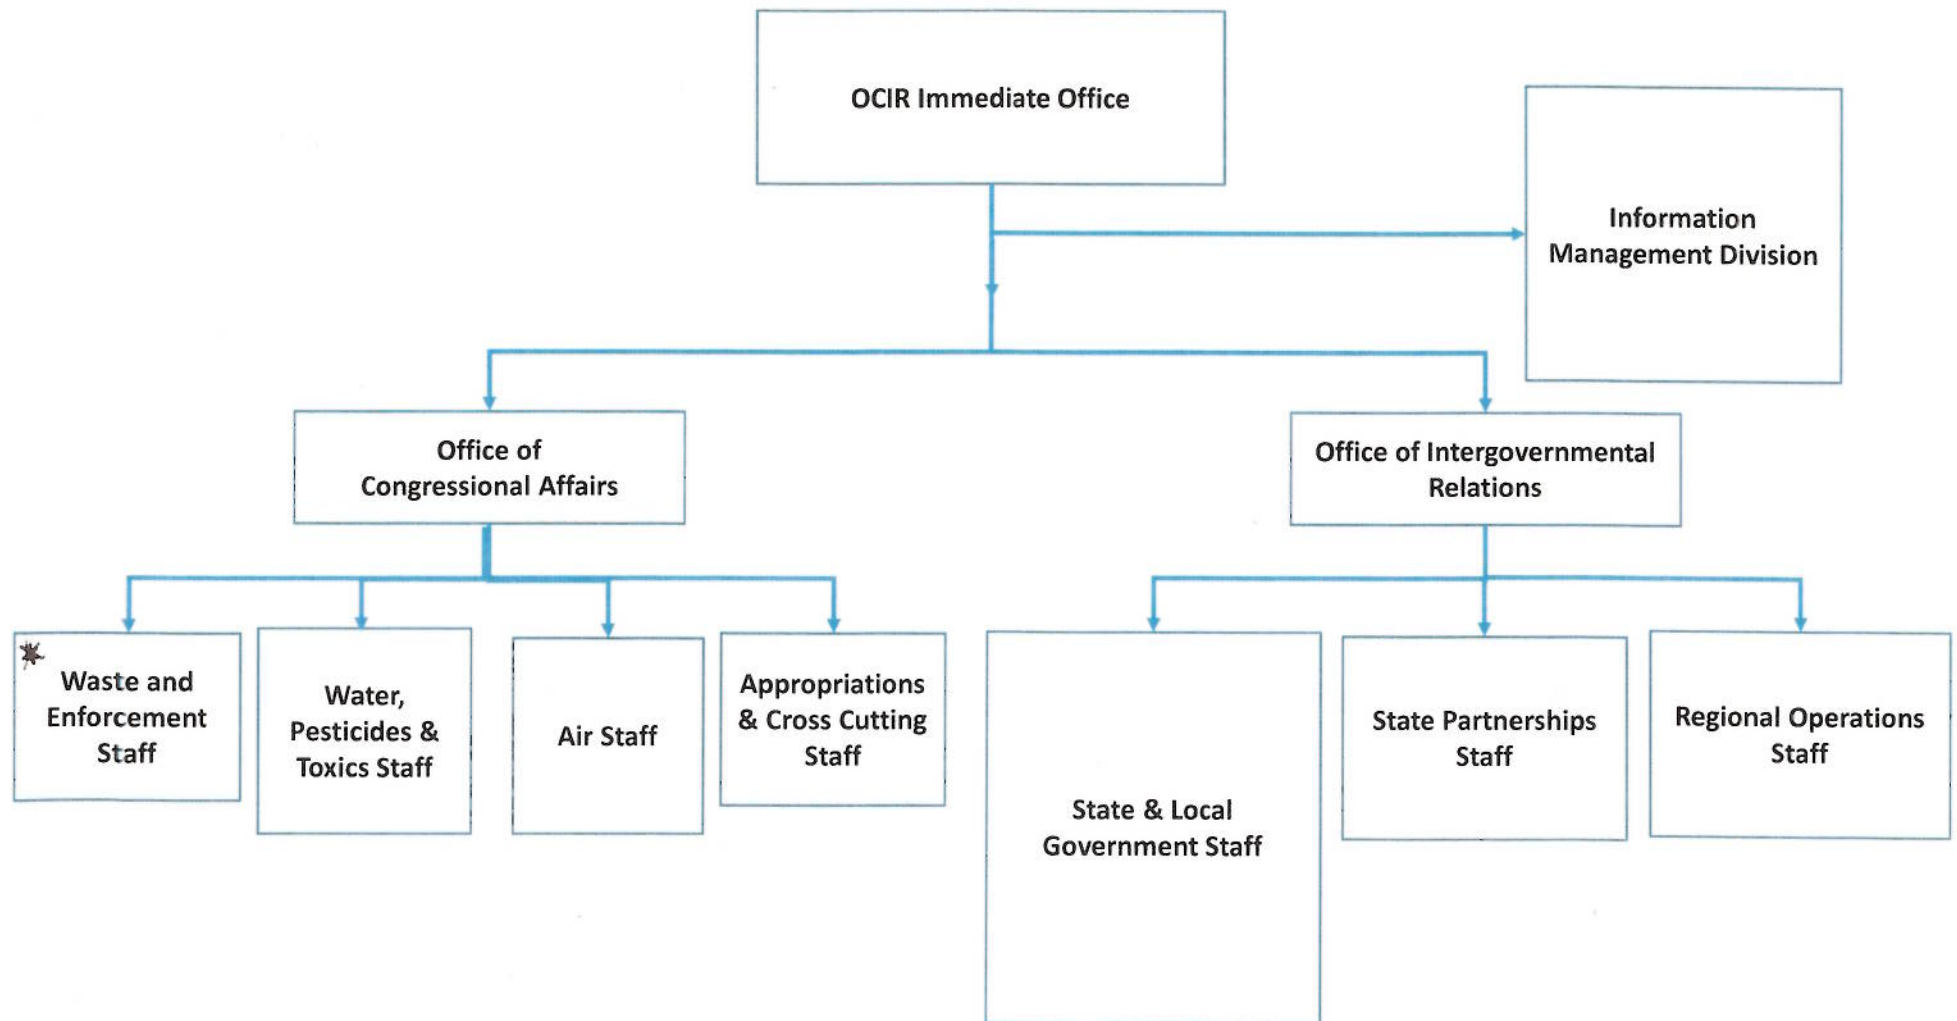 OCIR Immediate Office
Information
Management Division
Office of
Congressional Affairs
Office of Intergovernmental
Relations
Waste and
Enforcement
Staff
Water,
Pesticides &
Toxics Staff
Air Staff
Appropriations
& Cross Cutting
Staff
State & Local
Government Staff
State Partnerships
Staff
Regional Operations
Staff